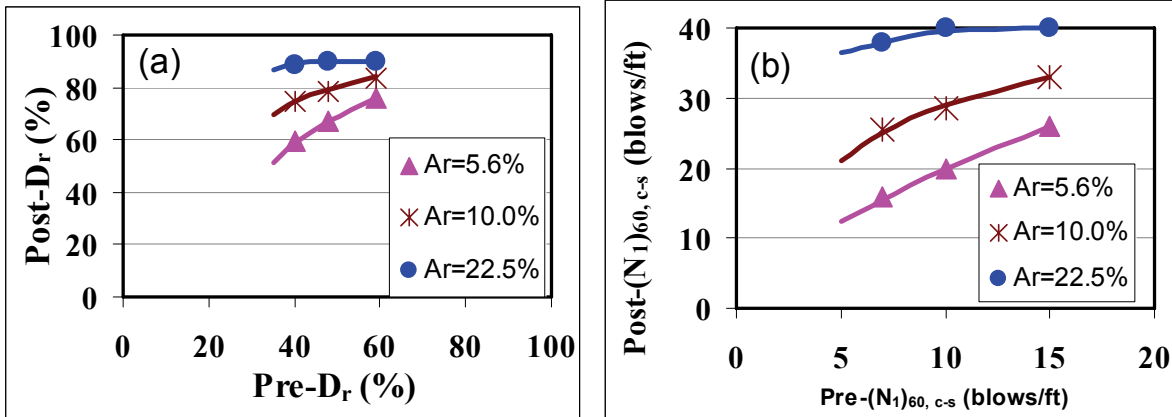 (a)
Post-Dr (%)
100
80
60
40
20
0
Ar=5.6%
Ar=10.0%
Ar=22.5%
0 20 40 60 80 100
Pre-Dr (%)
(b)
Post-(N1)60, c-s (blows/ft)
40
30
20
10
0
Ar=5.6%
Ar=10.0%
Ar=22.5%
0 5 10 15 20
Pre-(N1)60, c-s (blows/ft)